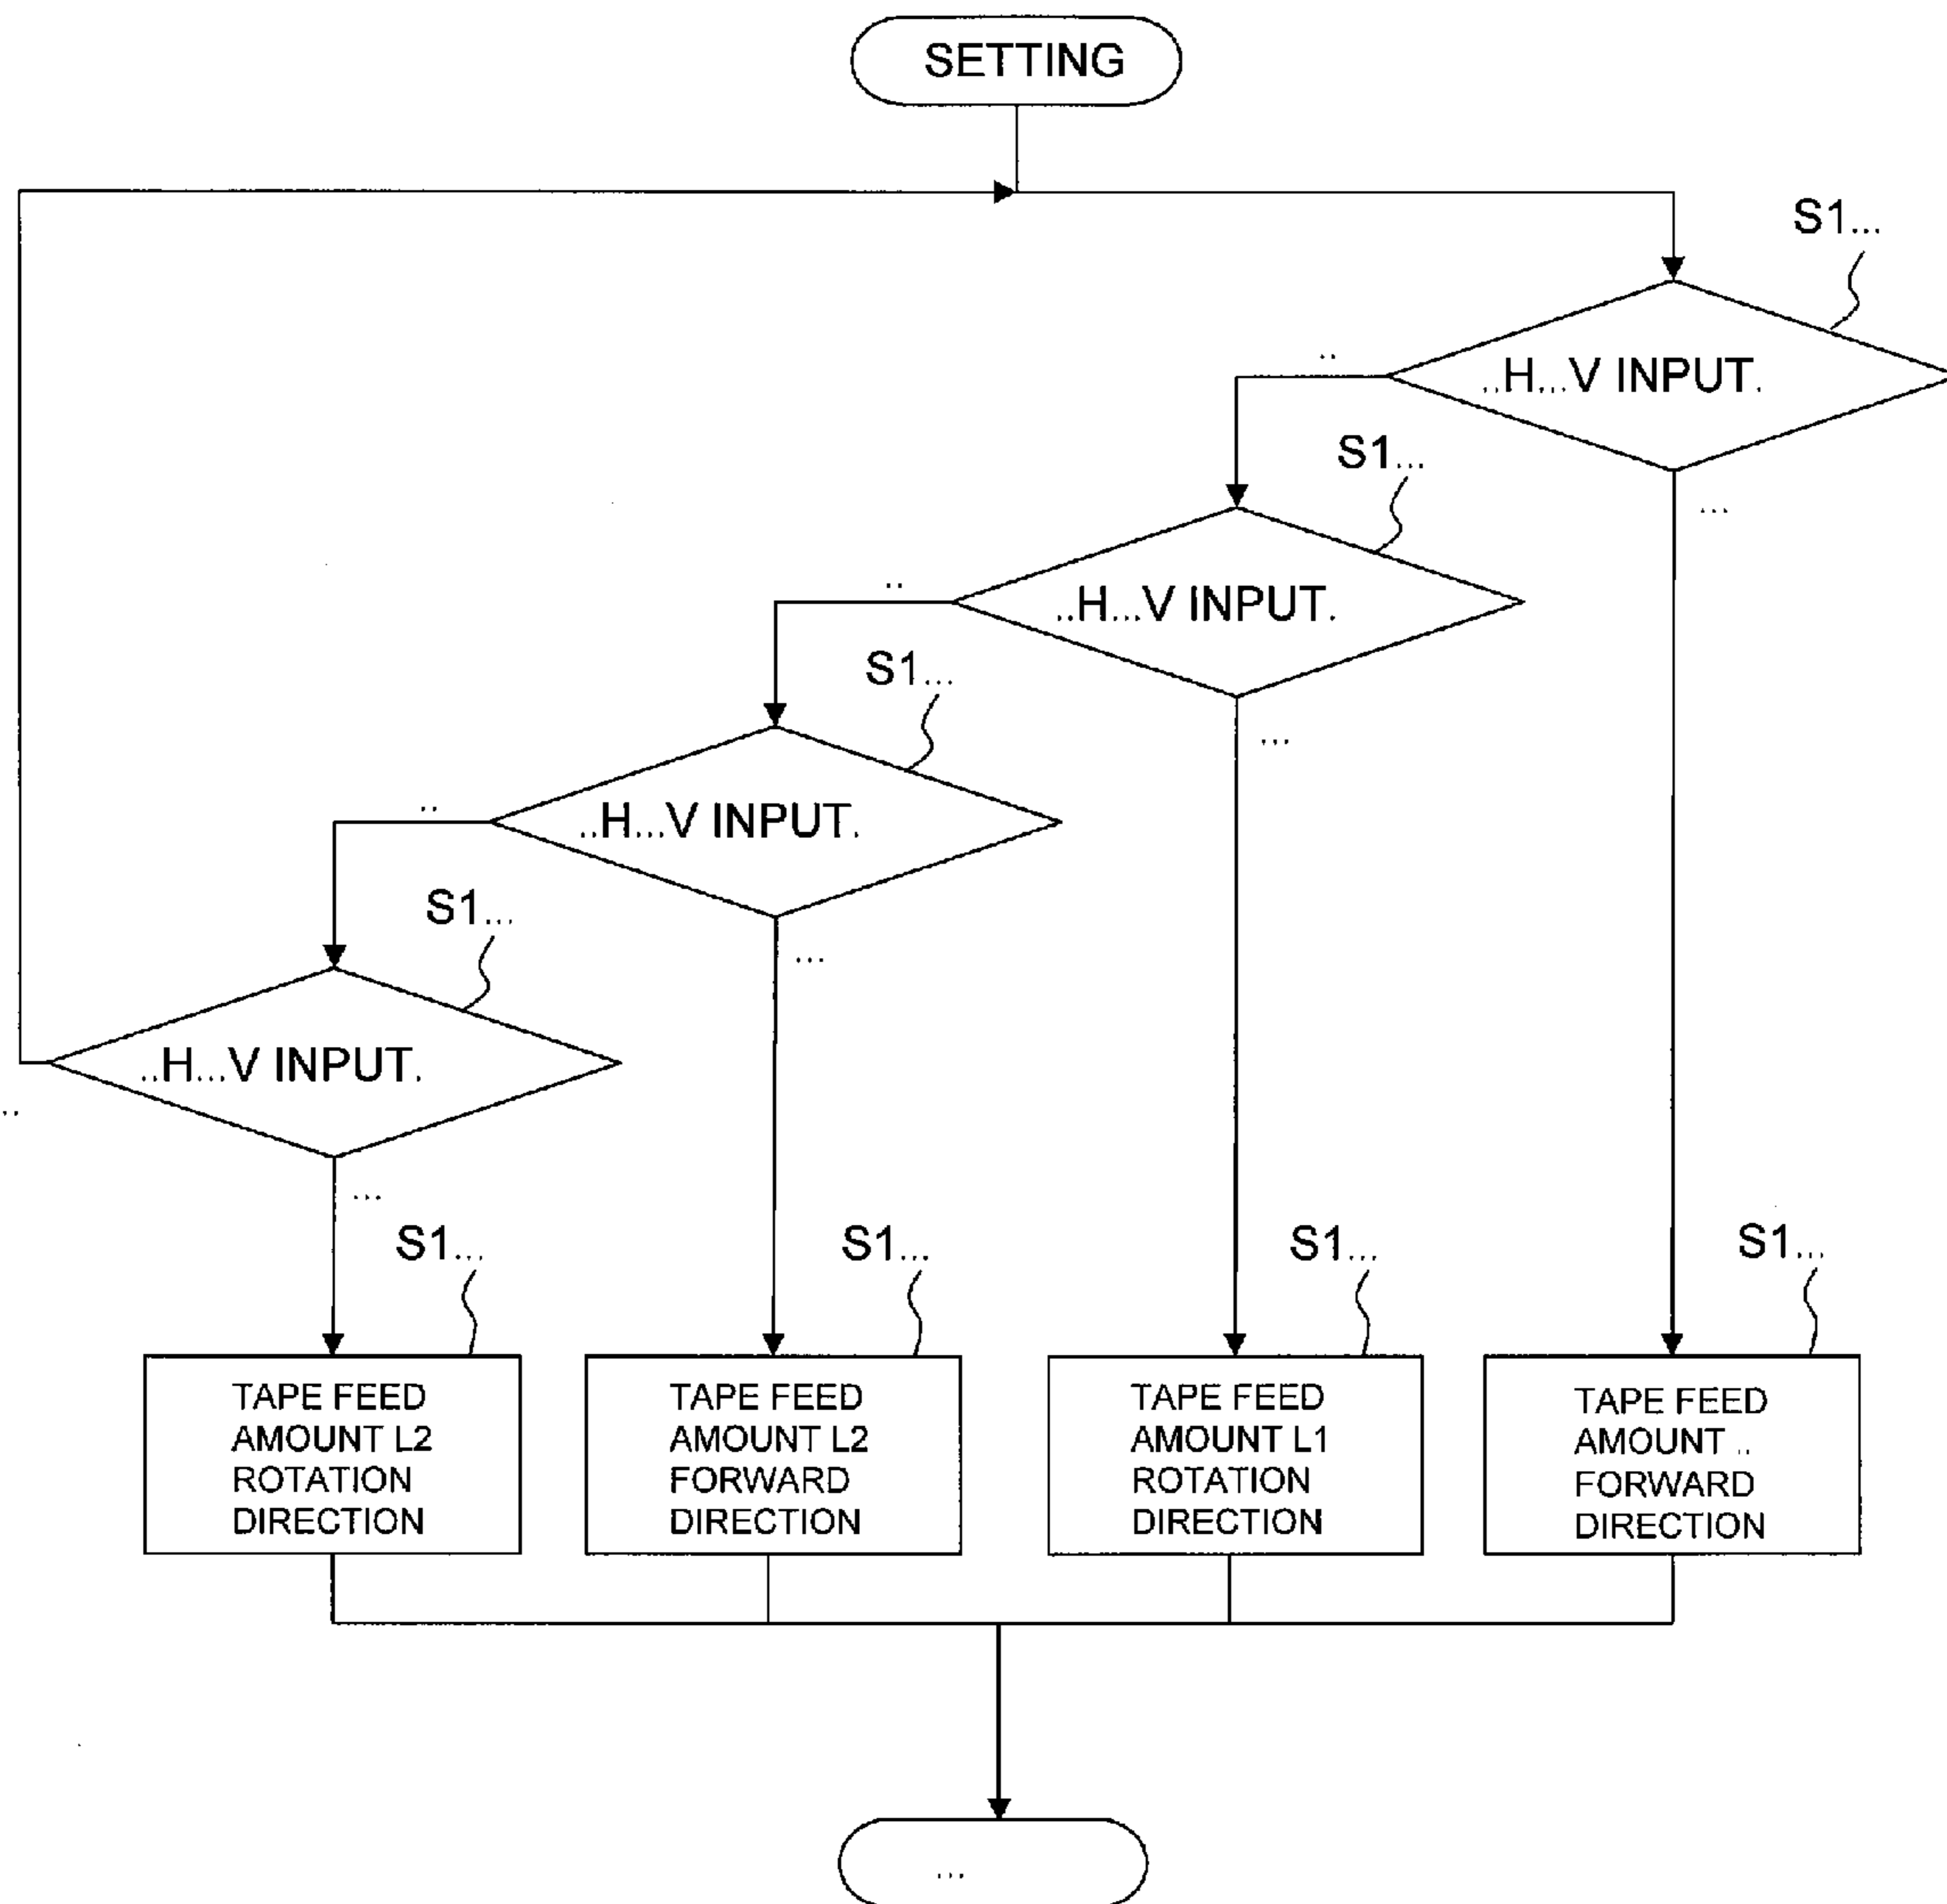 SETTING
S1...
..H...V INPUT.
..
...
S1...
..H...V INPUT.
..
...
S1...
..H...V INPUT.
..
...
S1...
..H...V INPUT.
..
...
S1...
TAPE FEED
AMOUNT L2
ROTATION
DIRECTION
S1...
TAPE FEED
AMOUNT L2
FORWARD
DIRECTION
S1...
TAPE FEED
AMOUNT L1
ROTATION
DIRECTION
S1...
TAPE FEED
AMOUNT ..
FORWARD
DIRECTION
...